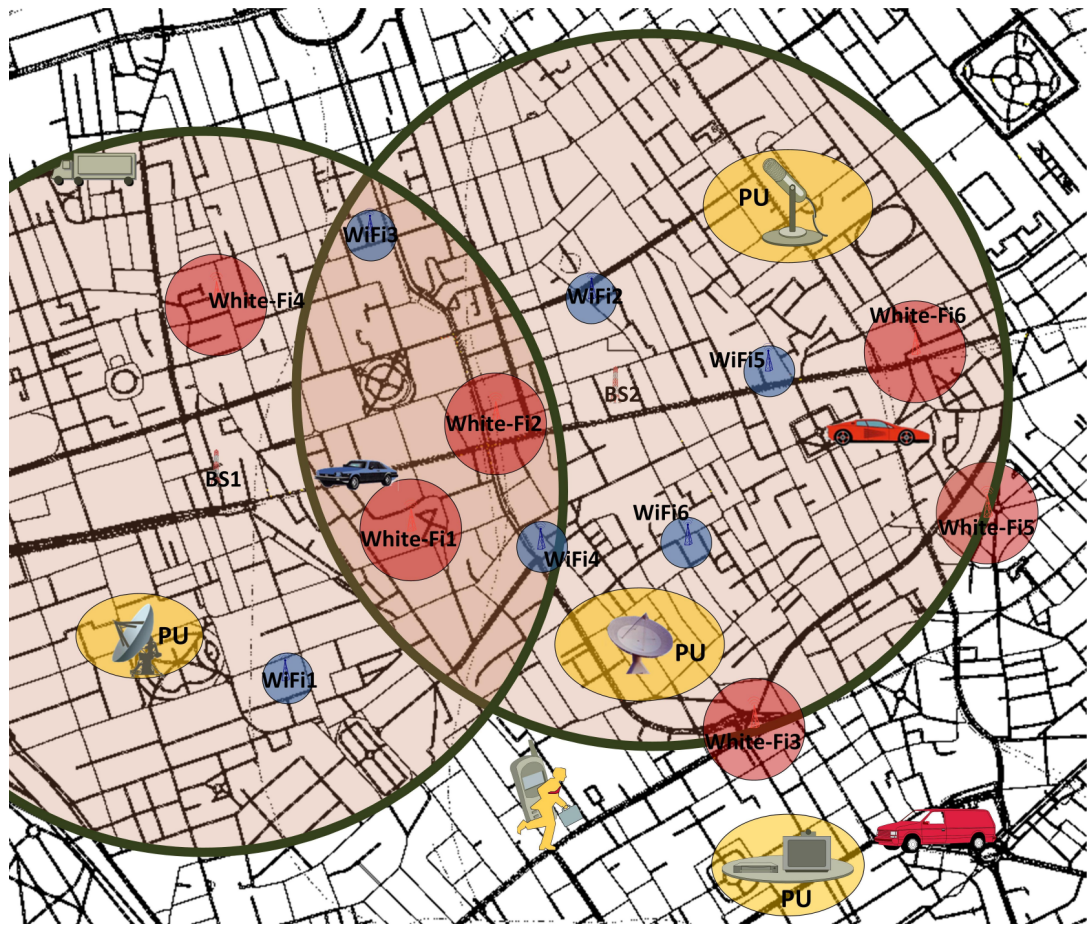 PU
WiFi3
White-Fi4
WiFi2
White-Fi6
WiFi5
BS2
White-Fi2
BS1
WiFi6
White-Fi5
White-Fi1
WiFi4
PU
PU
WiFi1
White-Fi3
PU